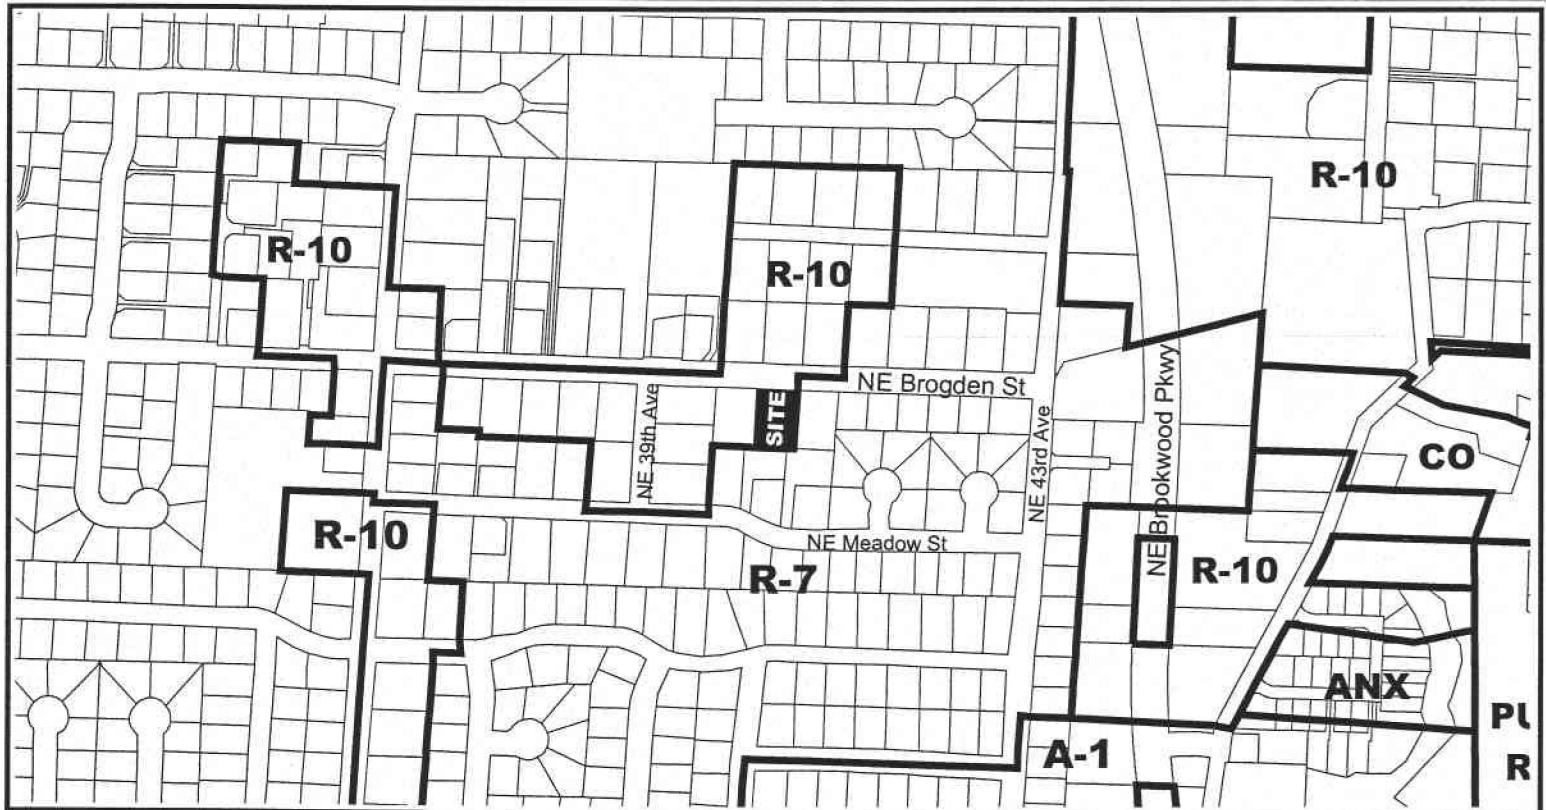 R-10
R-10
R-10
NE Brogden St
SITE
NE 39th Ave
NE 43rd Ave
NE Brookwood Pkwy
CO
R-10
NE Meadow St
R-7
R-10
ANX
PU
A-1
R